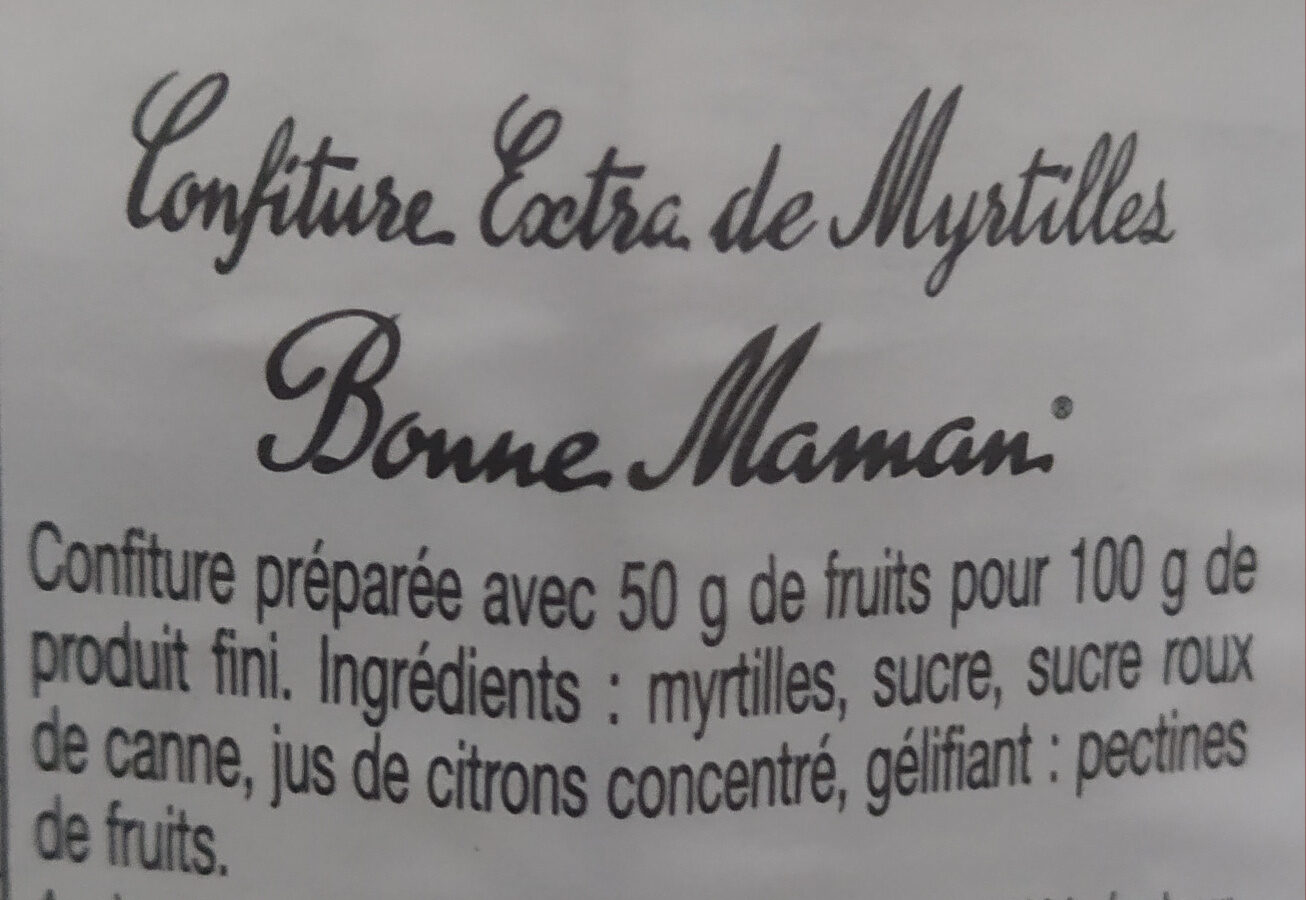 Confiture Extra de Myrtilles
Bonne Maman®
Confiture préparée avec 50 g de fruits pour 100 g de
produit fini. Ingrédients : myrtilles, sucre, sucre roux
de canne, jus de citrons concentré, gélifiant : pectines
de fruits.